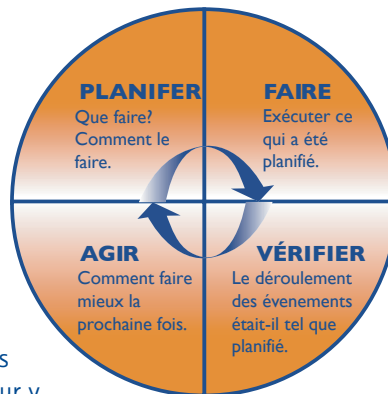 PLANIFER
Que faire?
Comment le
faire.
FAIRE
Exécuter ce
qui a été
planifié.
AGIR
Comment faire
mieux la
prochaine fois.
VÉRIFIER
Le déroulement
des évenements
était-il tel que
planifié.
s
ur y